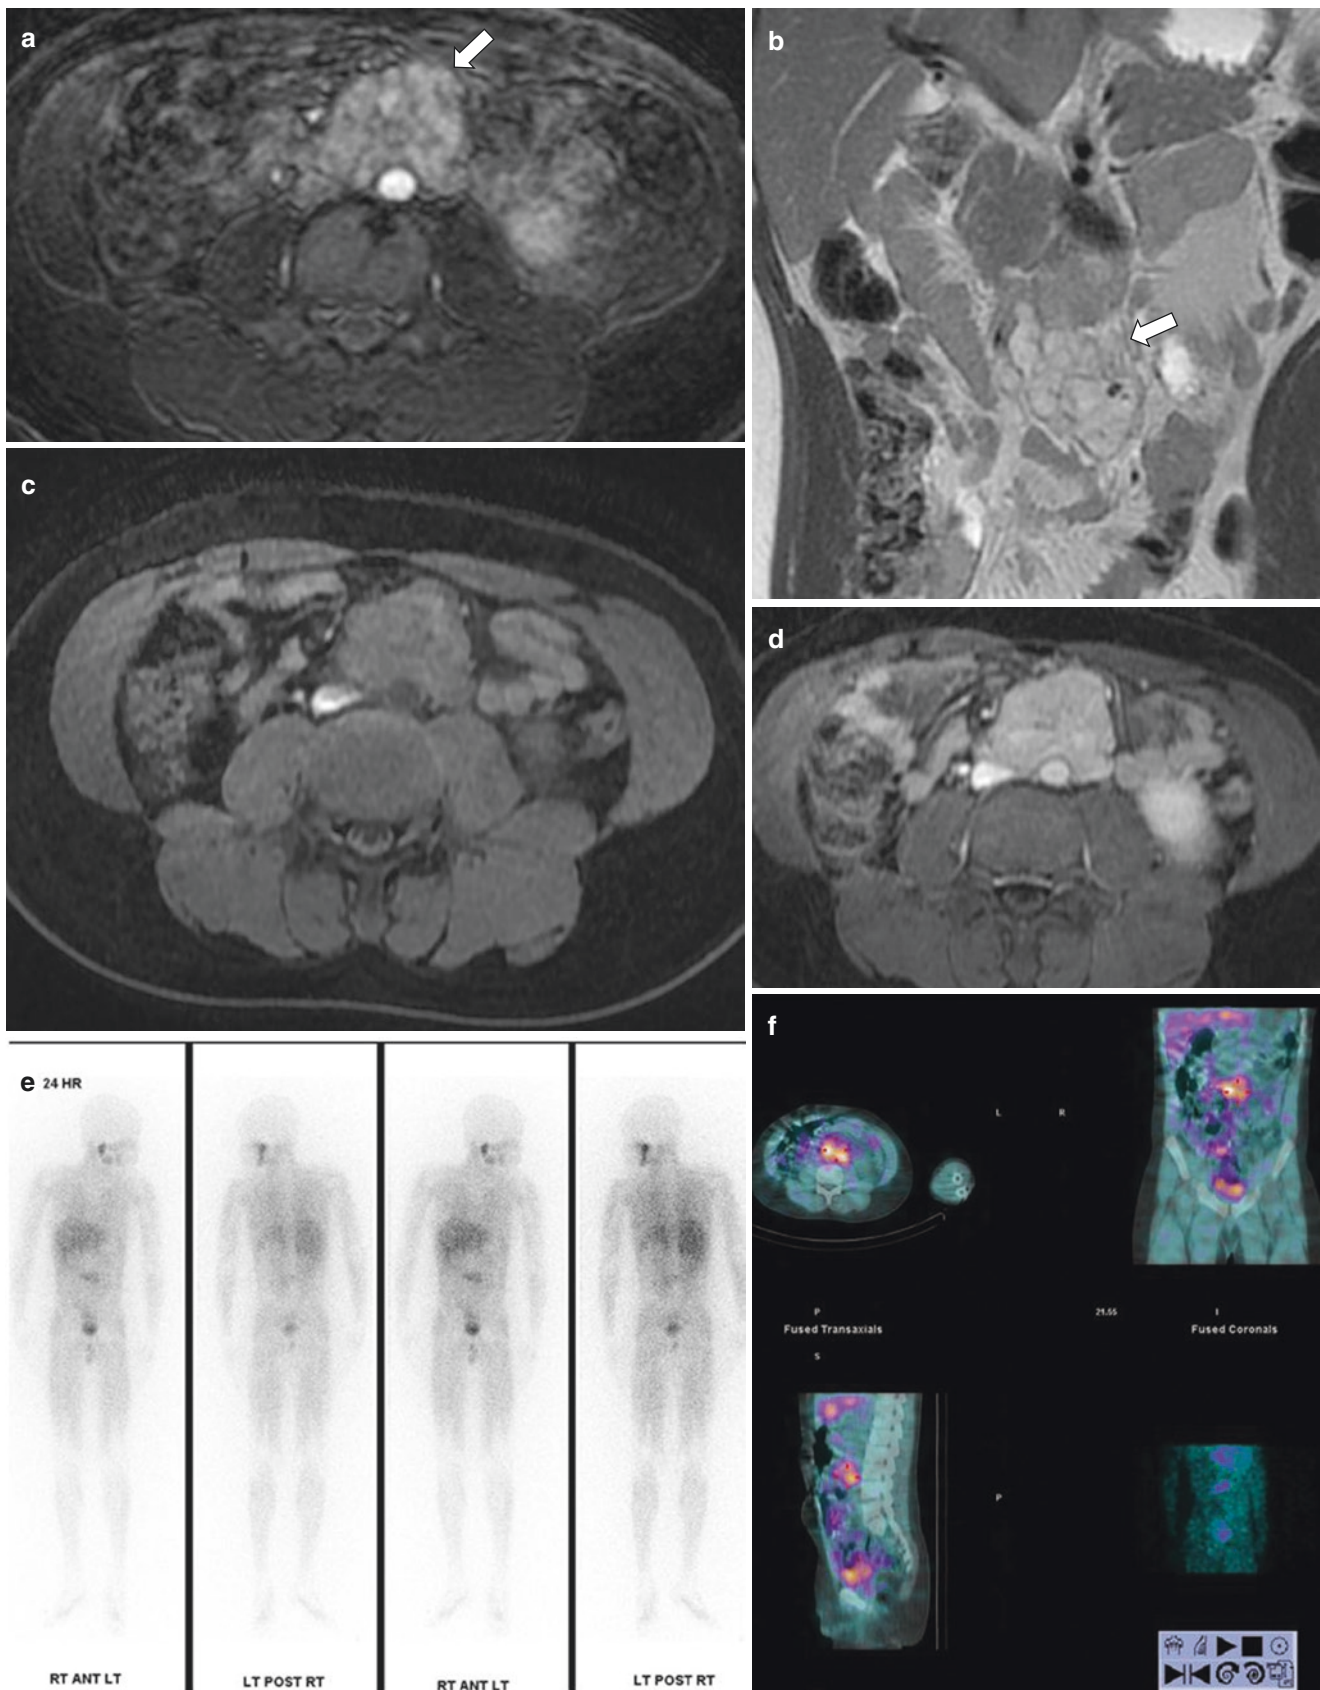 a
b
c
d
e 24 HR
RT ANT LT
LT POST RT
RT ANT LT
LT POST RT
f
L
R
P
Fused Transaxials
S
21.55
I
Fused Coronals
P